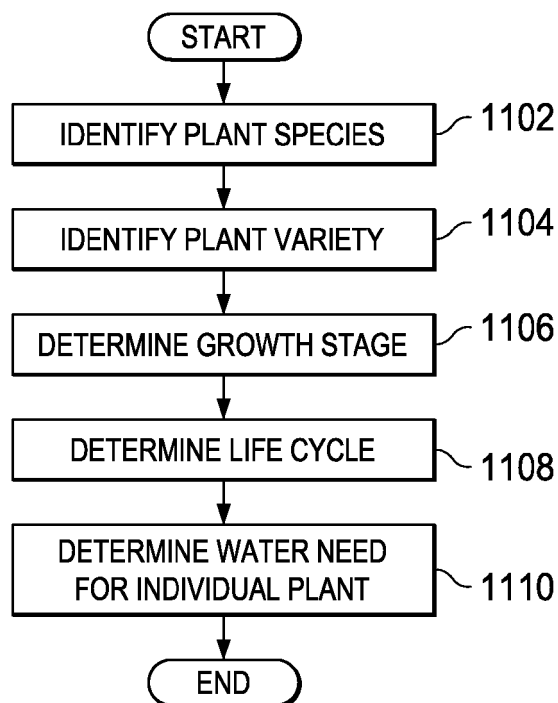 START
IDENTIFY PLANT SPECIES
1102
IDENTIFY PLANT VARIETY
1104
DETERMINE GROWTH STAGE
1106
DETERMINE LIFE CYCLE
1108
DETERMINE WATER NEED
FOR INDIVIDUAL PLANT
1110
END